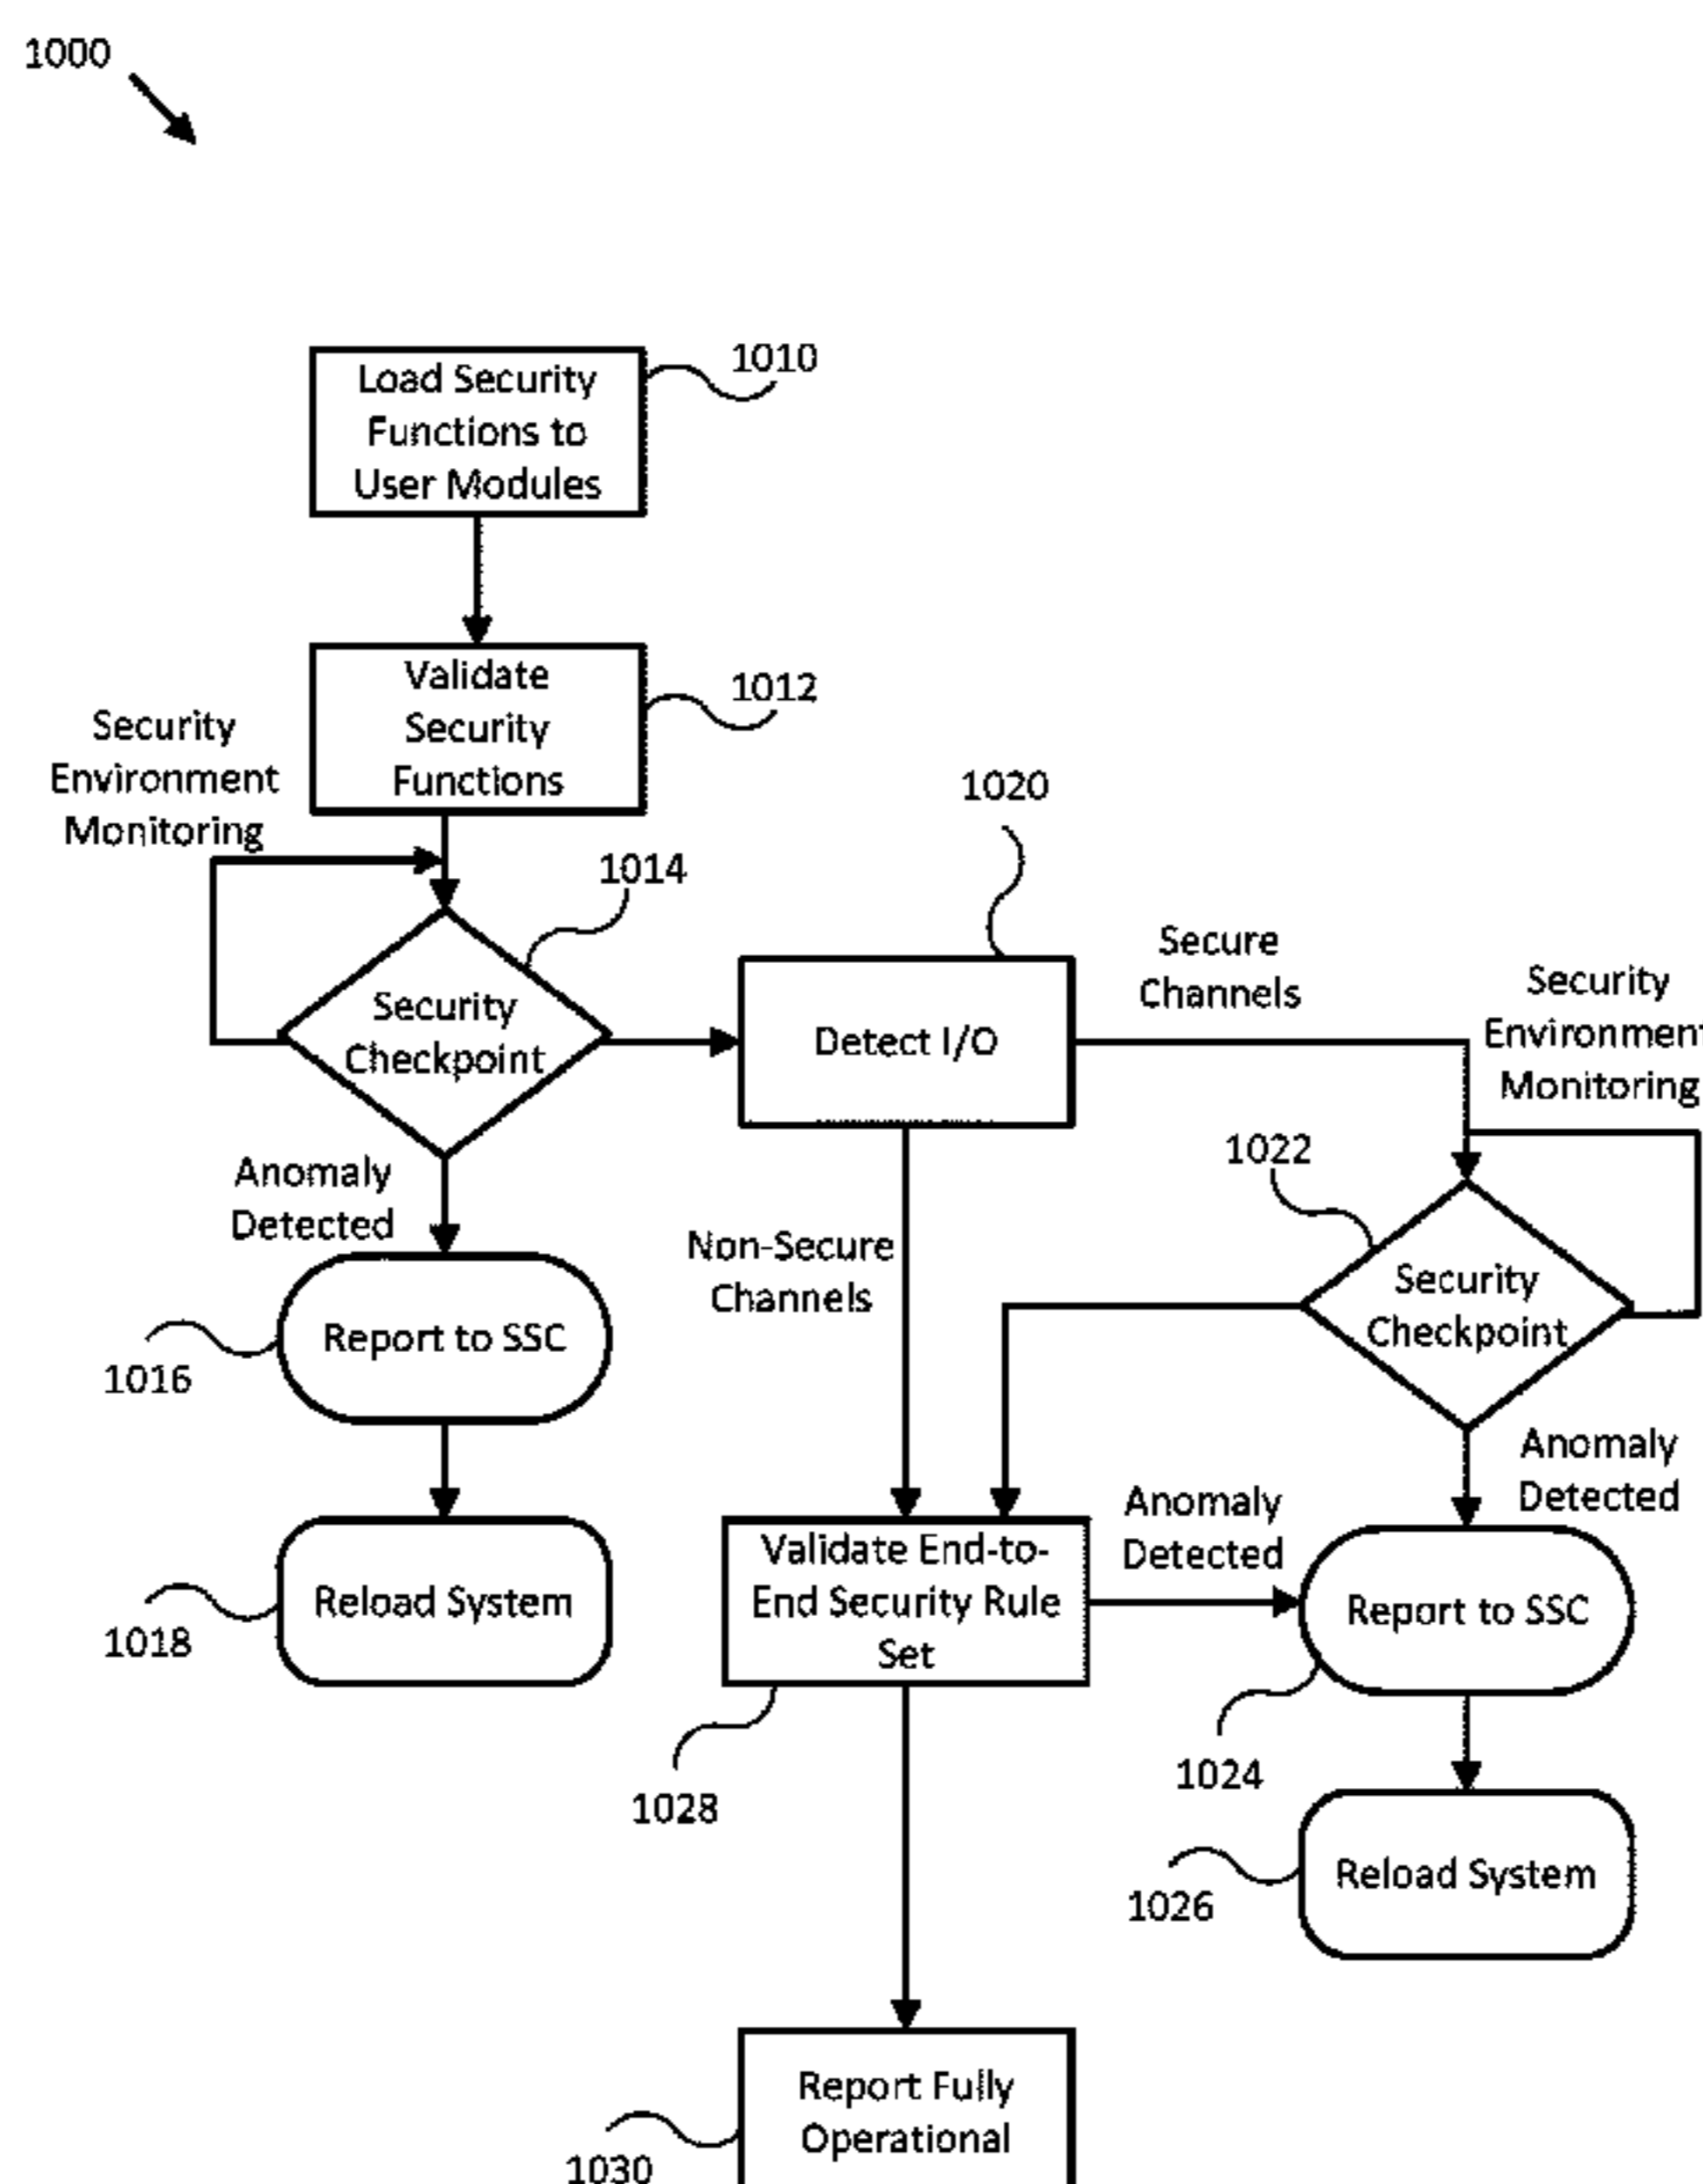 1000
Load Security
Functions to
User Modules
1010
Validate
Security
Functions
1012
Security
Environment
Monitoring
1014
Security
Checkpoint
1020
Detect I/O
Secure
Channels
Security
Environment
Monitoring
1022
Security
Checkpoint
Anomaly
Detected
Non-Secure
Channels
Report to SSC
1016
Anomaly
Detected
Anomaly
Detected
Validate End-to-
End Security Rule
Set
Report to SSC
Reload System
1018
1028
1024
Reload System
1026
Report Fully
Operational
1030